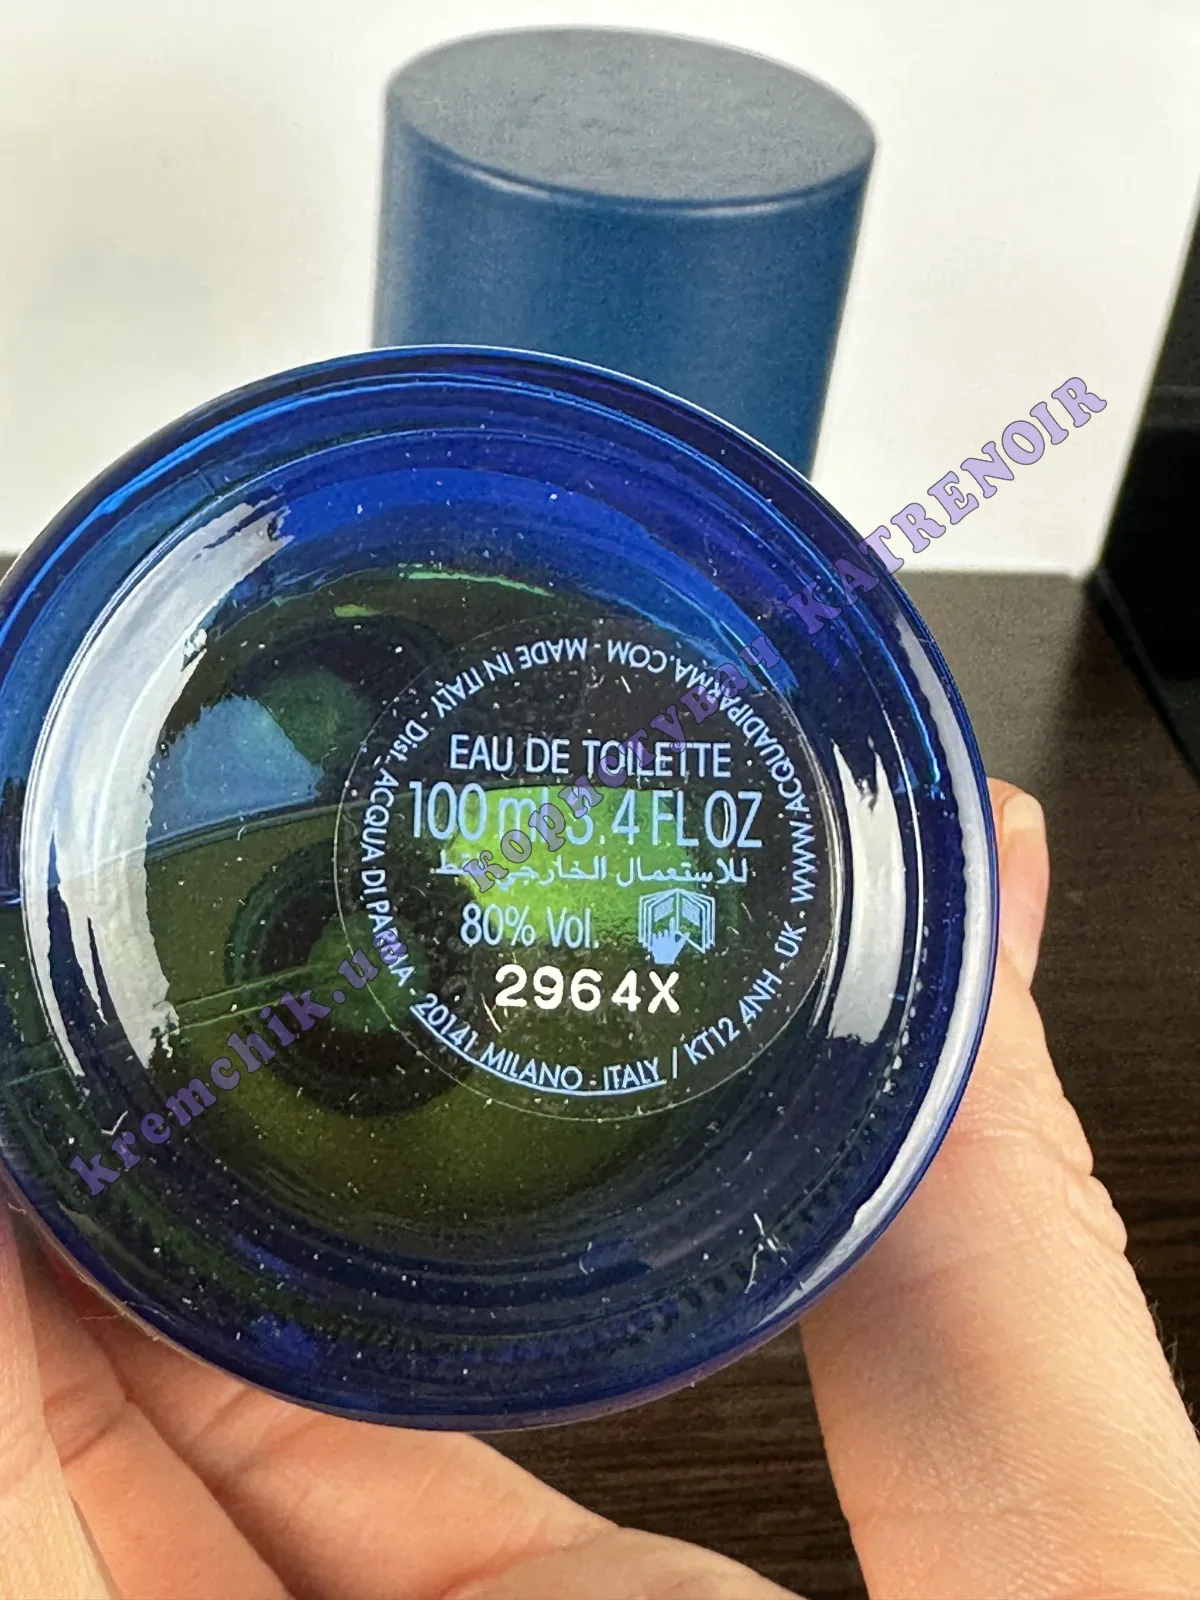 EAU DE TOILETTE
100 ml 3.4 FL OZ
للإستعمال الخارجي فقط
80% Vol.
2964X
MADE IN ITALY - Dist. ACQUA DI PARMA - 20141 MILANO - ITALY / KT12 4NH - UK - WWW.ACQUADIPARMA.COM -
kremchik.ua користувач KATRENOIR